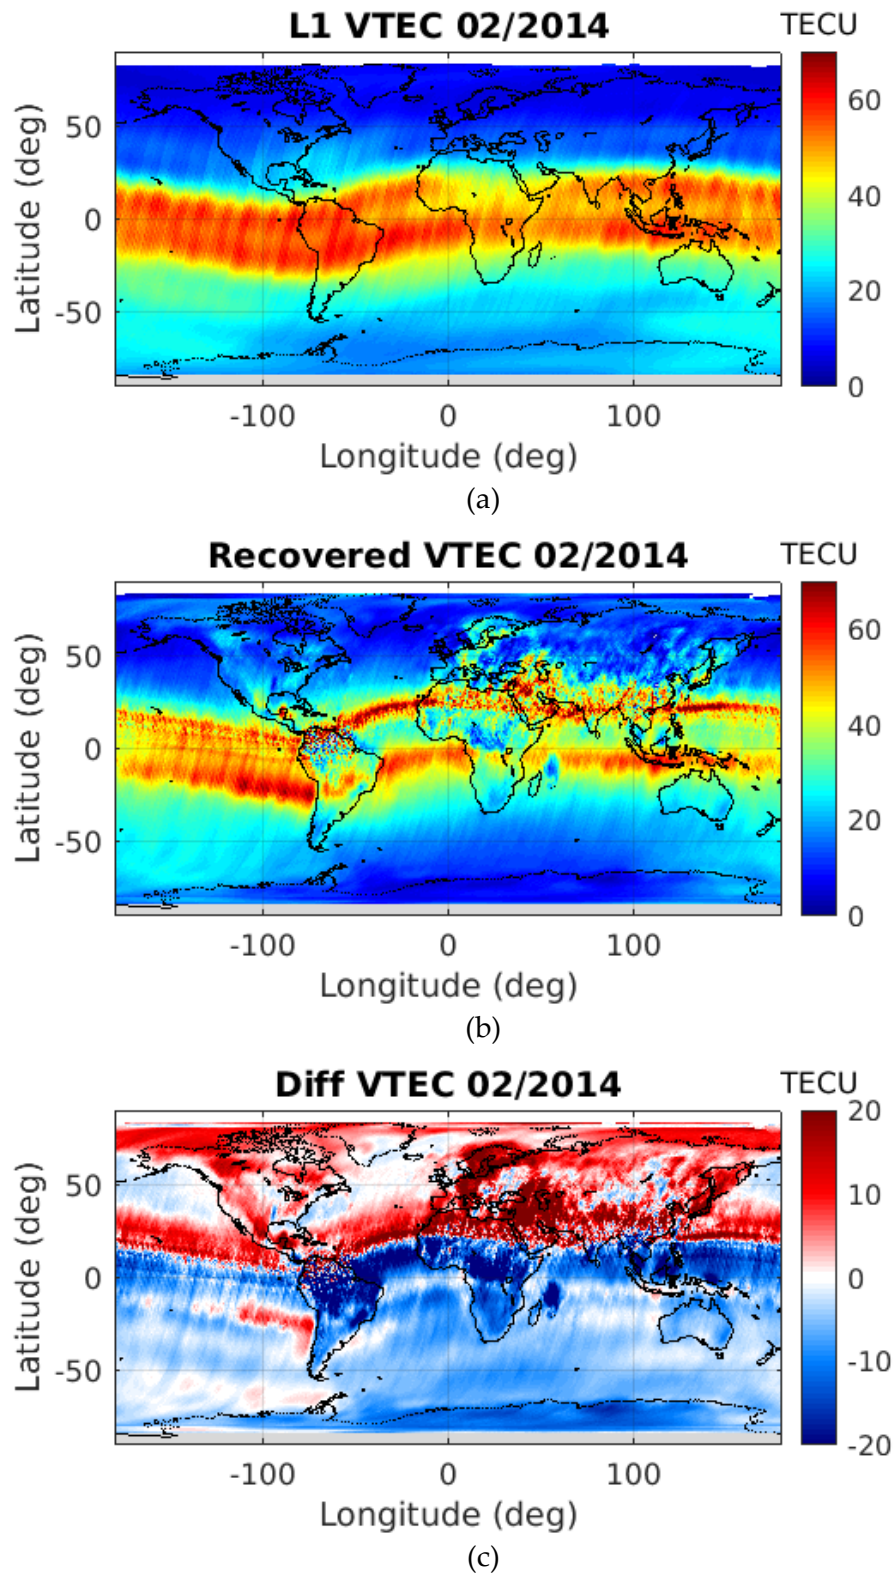 L1 VTEC 02/2014 TECU
60
40
20
0
50
0
-50
Latitude (deg)
-100 0 100
Longitude (deg)
(a)
Recovered VTEC 02/2014 TECU
60
40
20
0
50
0
-50
Latitude (deg)
-100 0 100
Longitude (deg)
(b)
Diff VTEC 02/2014 TECU
20
10
0
-10
-20
50
0
-50
Latitude (deg)
-100 0 100
Longitude (deg)
(c)